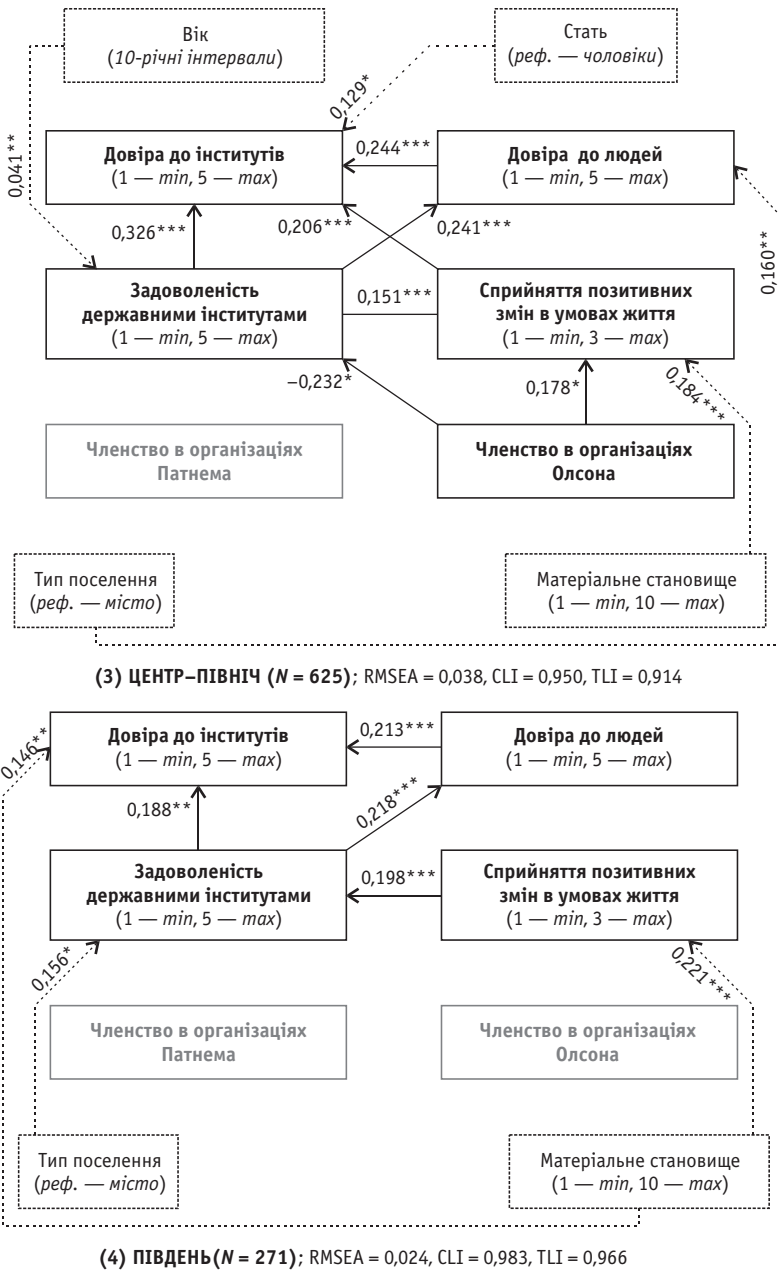 Вік
(10-річні інтервали)
Стать
(реф. — чоловіки)
0,129*
0,041**
Довіра до інститутів
(1 — min, 5 — max)
0,244***
Довіра до людей
(1 — min, 5 — max)
0,326***
0,206***
0,241***
0,160**
Задоволеність
державними інститутами
(1 — min, 5 — max)
0,151***
Сприйняття позитивних
змін в умовах життя
(1 — min, 3 — max)
–0,232*
0,178*
0,184***
Членство в організаціях
Патнема
Членство в організаціях
Олсона
Тип поселення
(реф. — місто)
Матеріальне становище
(1 — min, 10 — max)
(3) ЦЕНТР–ПІВНІЧ (N = 625); RMSEA = 0,038, CLI = 0,950, TLI = 0,914
0,146**
Довіра до інститутів
(1 — min, 5 — max)
0,213***
Довіра до людей
(1 — min, 5 — max)
0,188**
0,218***
Задоволеність
державними інститутами
(1 — min, 5 — max)
0,198***
Сприйняття позитивних
змін в умовах життя
(1 — min, 3 — max)
0,156*
0,221***
Членство в організаціях
Патнема
Членство в організаціях
Олсона
Тип поселення
(реф. — місто)
Матеріальне становище
(1 — min, 10 — max)
(4) ПІВДЕНЬ(N = 271); RMSEA = 0,024, CLI = 0,983, TLI = 0,966